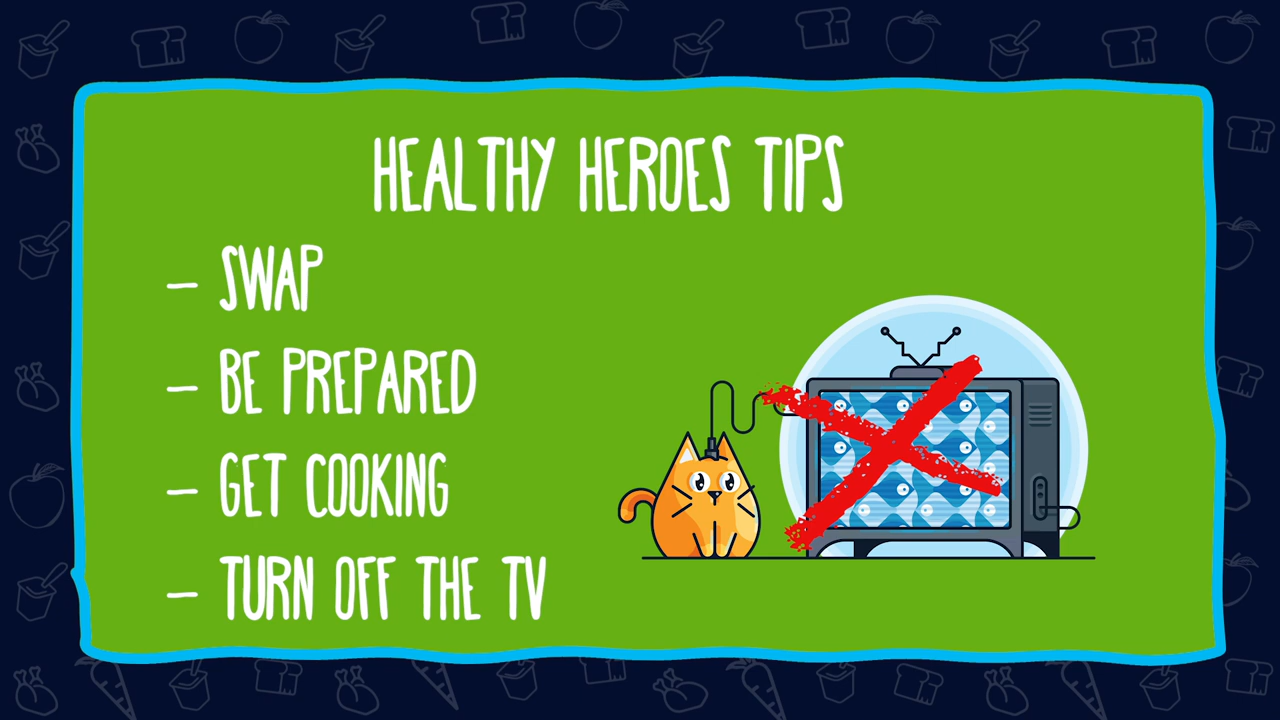 HEALTHY HEROES TIPS
– SWAP
– BE PREPARED
– GET COOKING
– TURN OFF THE TV